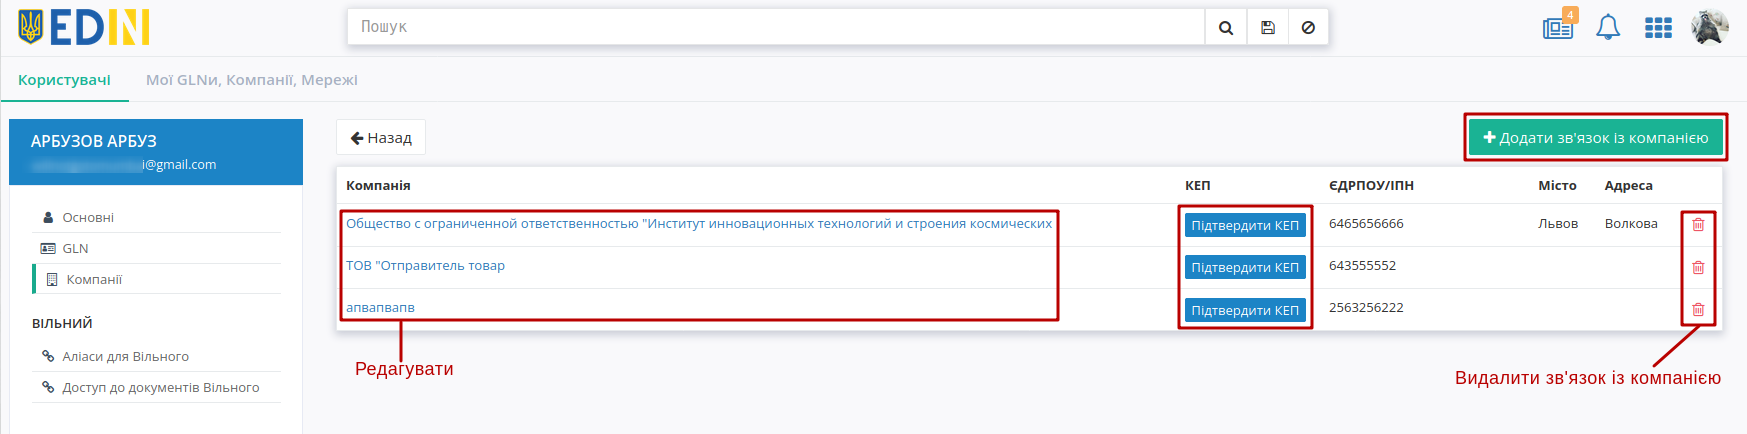 EDIN
Пошук
4
Користувачі Мої GLNи, Компанії, Мережі
АРБУЗОВ АРБУЗ
i@gmail.com
Основні
GLN
Компанії
ВІЛЬНИЙ
Аліаси для Вільного
Доступ до документів Вільного
Назад
Додати зв'язок із компанією
Компанія КЕП ЄДРПОУ/ІПН Місто Адреса
Общество с ограниченной ответственностью "Институт инновационных технологий и строения космических Підтвердити КЕП 6465656666 Львов Волкова
ТОВ "Отправитель товар Підтвердити КЕП 643555552
апвапвапв Підтвердити КЕП 2563256222
Редагувати
Видалити зв'язок із компанією